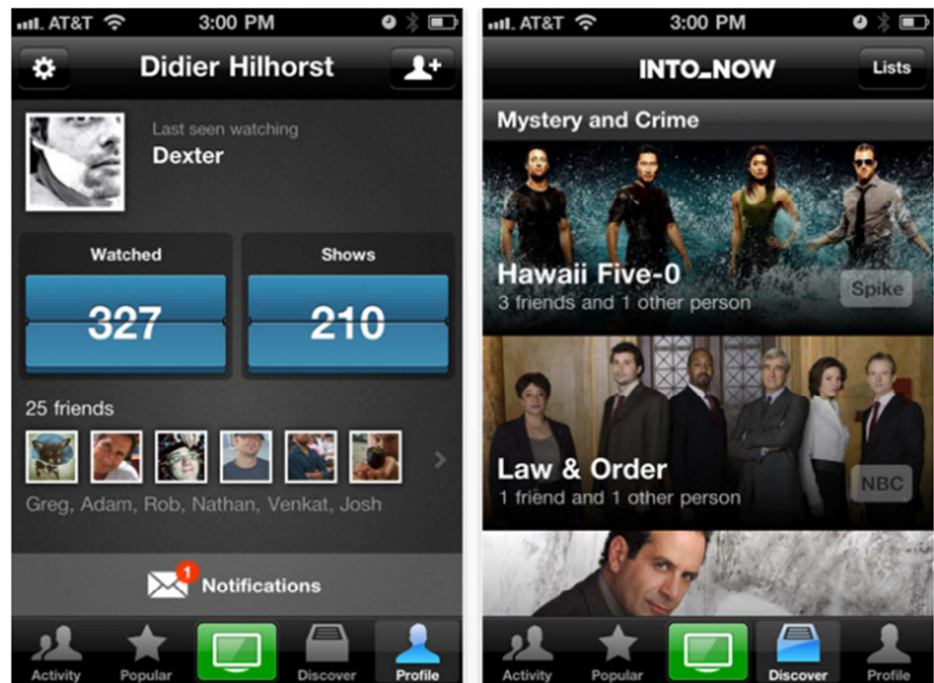 AT&T 3:00 PM
Didier Hilhorst
Last seen watching
Dexter
Watched
Shows
327
210
25 friends
Greg, Adam, Rob, Nathan, Venkat, Josh
1
Notifications
Activity
Popular
Discover
Profile
AT&T 3:00 PM
INTO_NOW
Lists
Mystery and Crime
Hawaii Five-0
3 friends and 1 other person
Spike
Law & Order
1 friend and 1 other person
NBC
Activity
Popular
Discover
Profile